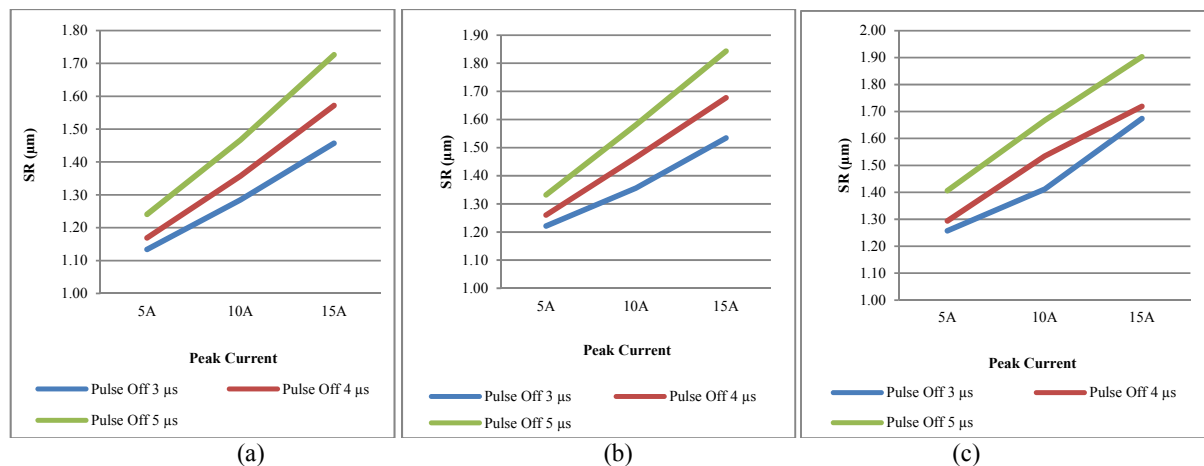 1.80
1.70
1.60
1.50
1.40
1.30
1.20
1.10
1.00
SR (µm)
5A 10A 15A
Peak Current
Pulse Off 3 µs Pulse Off 4 µs
Pulse Off 5 µs
(a)
1.90
1.80
1.70
1.60
1.50
1.40
1.30
1.20
1.10
1.00
SR (µm)
5A 10A 15A
Peak Current
Pulse Off 3 µs Pulse Off 4 µs
Pulse Off 5 µs
(b)
2.00
1.90
1.80
1.70
1.60
1.50
1.40
1.30
1.20
1.10
1.00
SR (µm)
5A 10A 15A
Peak Current
Pulse Off 3 µs Pulse Off 4 µs
Pulse Off 5 µs
(c)